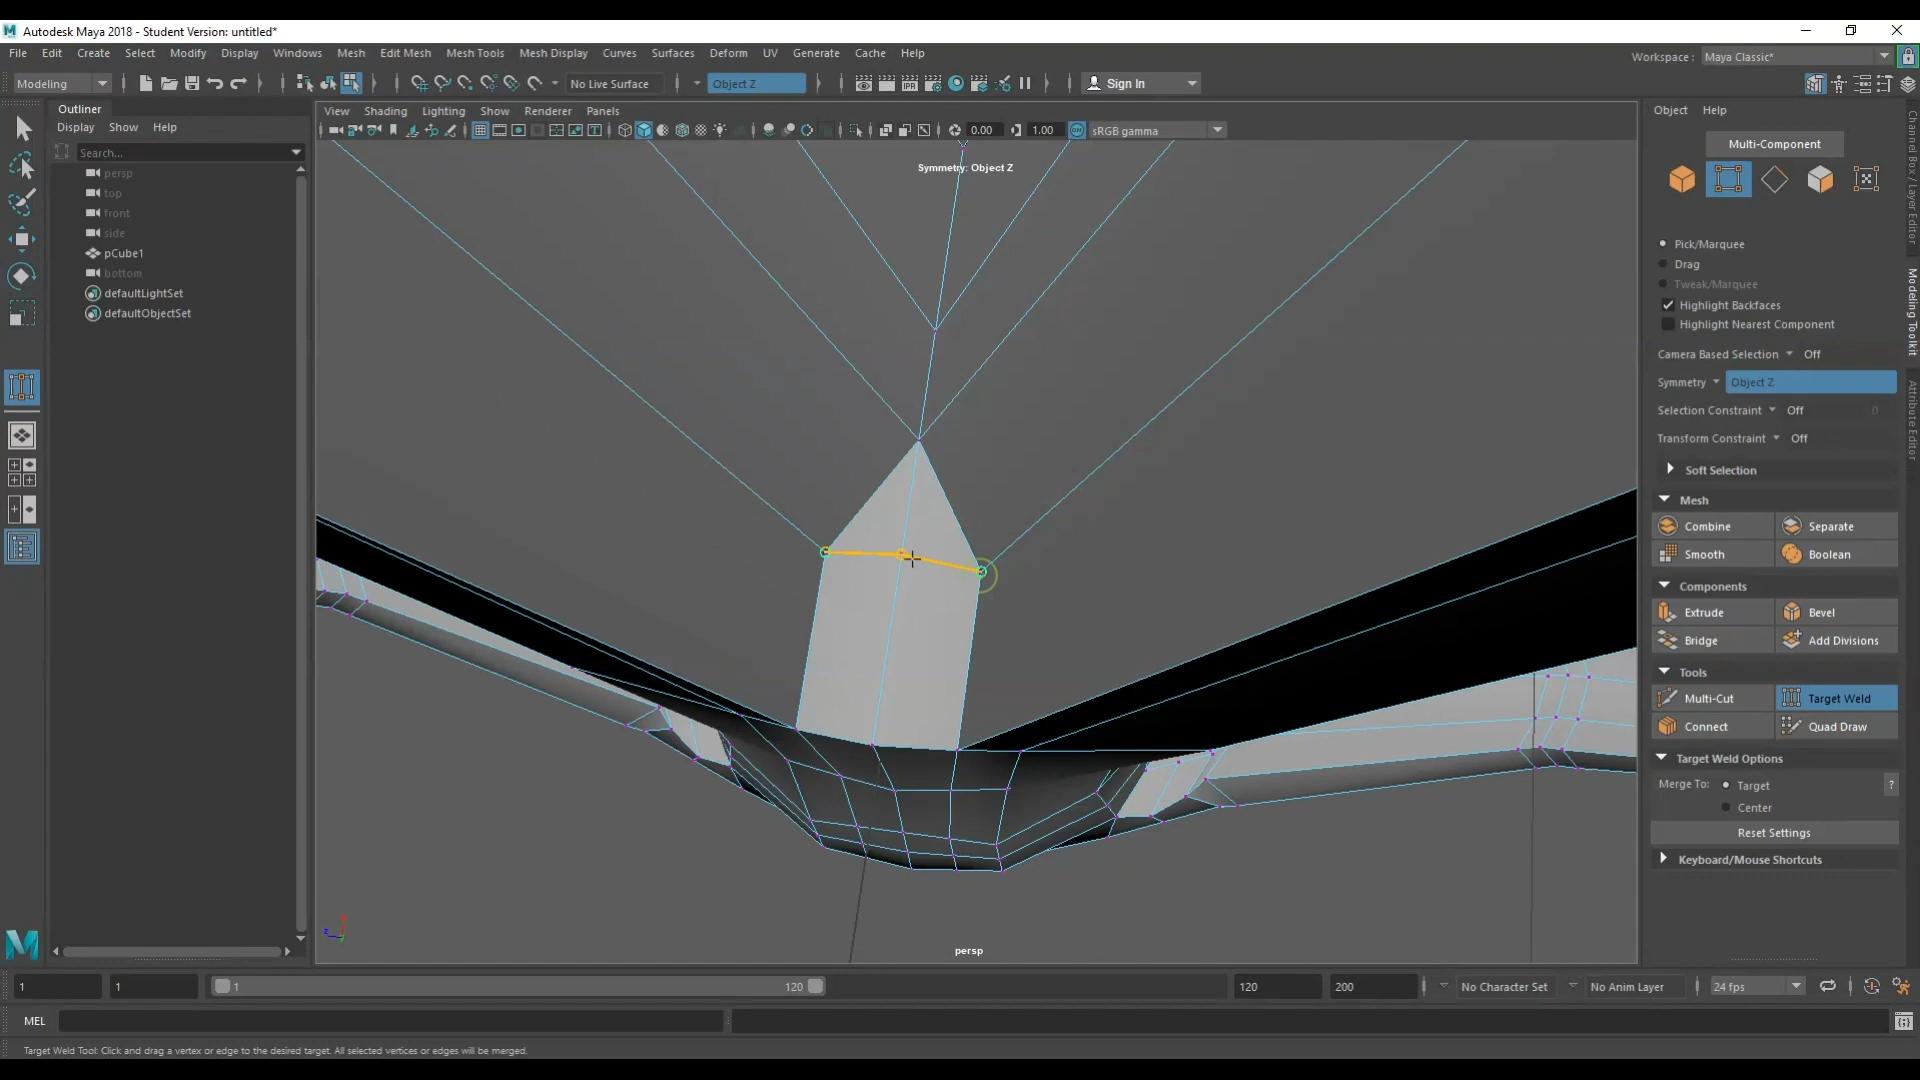 Autodesk Maya 2018 - Student Version: untitled*
File Edit Create Select Modify Display Windows Mesh Edit Mesh Mesh Tools Mesh Display Curves Surfaces Deform UV Generate Cache Help
Workspace : Maya Classic*
Modeling No Live Surface Object Z Sign In
Outliner
Display Show Help
Search...
persp
top
front
side
pCube1
bottom
defaultLightSet
defaultObjectSet
View Shading Lighting Show Renderer Panels
0.00 1.00 sRGB gamma
Symmetry: Object Z
persp
Object Help
Multi-Component
Pick/Marquee
Drag
Tweak/Marquee
Highlight Backfaces
Highlight Nearest Component
Camera Based Selection Off
Symmetry Object Z
Selection Constraint Off 0
Transform Constraint Off
Soft Selection
Mesh
Combine Separate
Smooth Boolean
Components
Extrude Bevel
Bridge Add Divisions
Tools
Multi-Cut Target Weld
Connect Quad Draw
Target Weld Options
Merge To: Target ?
Center
Reset Settings
Keyboard/Mouse Shortcuts
Channel Box / Layer Editor
Modeling Toolkit
Attribute Editor
1 1 1 120 120 200 No Character Set No Anim Layer 24 fps
MEL
Target Weld Tool: Click and drag a vertex or edge to the desired target. All selected vertices or edges will be merged.